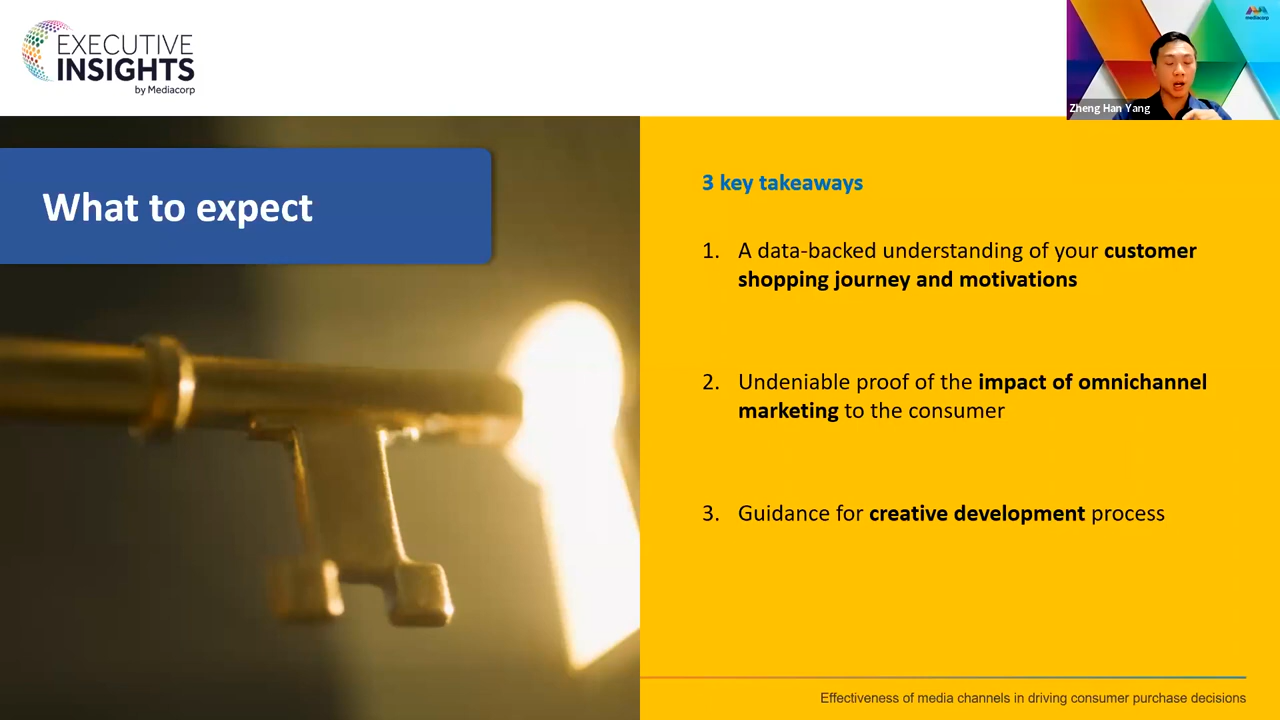 EXECUTIVE
INSIGHTS
by Mediacorp
mediacorp
Zheng Han Yang
What to expect
3 key takeaways
1. A data-backed understanding of your customer
shopping journey and motivations
2. Undeniable proof of the impact of omnichannel
marketing to the consumer
3. Guidance for creative development process
Effectiveness of media channels in driving consumer purchase decisions